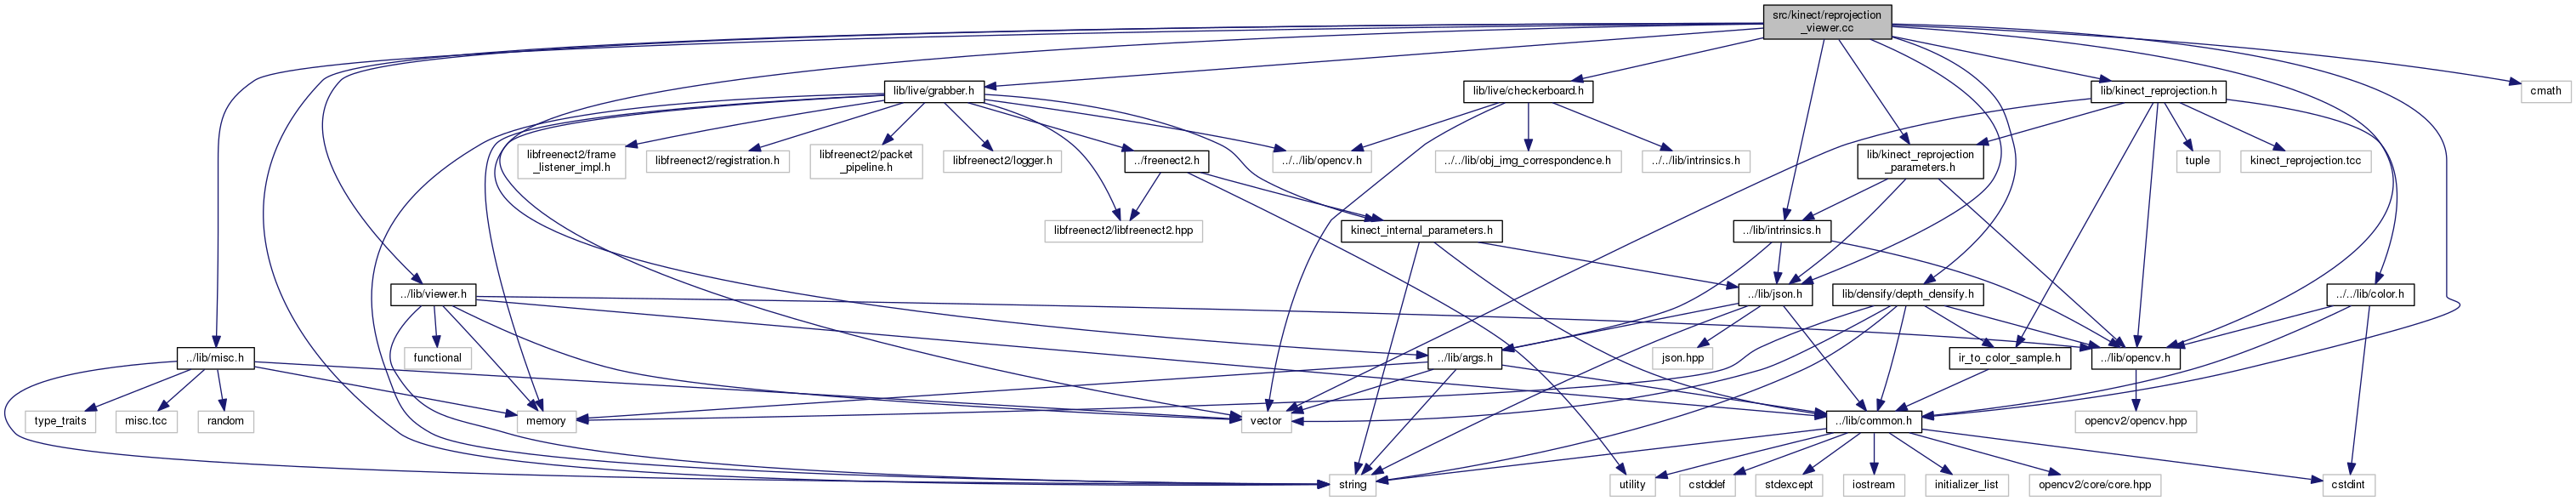 src/kinect/reprojection
_viewer.cc
lib/live/grabber.h
lib/live/checkerboard.h
lib/kinect_reprojection.h
cmath
libfreenect2/frame
_listener_impl.h
libfreenect2/registration.h
libfreenect2/packet
_pipeline.h
libfreenect2/logger.h
../freenect2.h
../../lib/opencv.h
../../lib/obj_img_correspondence.h
../../lib/intrinsics.h
lib/kinect_reprojection
_parameters.h
tuple
kinect_reprojection.tcc
libfreenect2/libfreenect2.hpp
kinect_internal_parameters.h
../lib/intrinsics.h
../lib/viewer.h
../lib/json.h
lib/densify/depth_densify.h
../../lib/color.h
../lib/misc.h
functional
../lib/args.h
json.hpp
ir_to_color_sample.h
../lib/opencv.h
type_traits
misc.tcc
random
memory
vector
../lib/common.h
opencv2/opencv.hpp
string
utility
cstddef
stdexcept
iostream
initializer_list
opencv2/core/core.hpp
cstdint